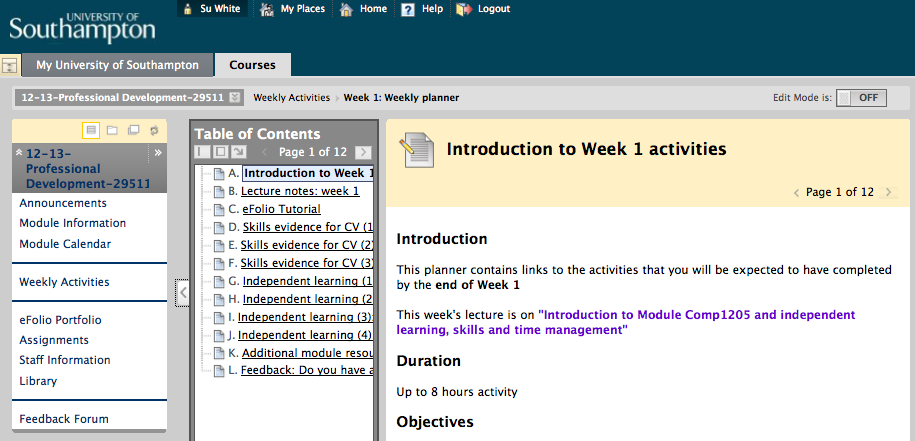 UNIVERSITY OF
Southampton
Su White
My Places
Home
Help
Logout
My University of Southampton
Courses
12-13-Professional Development-29511
Weekly Activities
Week 1: Weekly planner
Edit Mode is:
OFF
12-13-
Professional
Development-29511
Announcements
Module Information
Module Calendar
Weekly Activities
eFolio Portfolio
Assignments
Staff Information
Library
Feedback Forum
Table of Contents
Page 1 of 12
A. Introduction to Week 1
B. Lecture notes: week 1
C. eFolio Tutorial
D. Skills evidence for CV (1
E. Skills evidence for CV (2)
F. Skills evidence for CV (3)
G. Independent learning (1
H. Independent learning (2
I. Independent learning (3):
J. Independent learning (4)
K. Additional module resou
L. Feedback: Do you have a
Introduction to Week 1 activities
Page 1 of 12
Introduction
This planner contains links to the activities that you will be expected to have completed
by the end of Week 1
This week's lecture is on "Introduction to Module Comp1205 and independent
learning, skills and time management"
Duration
Up to 8 hours activity
Objectives